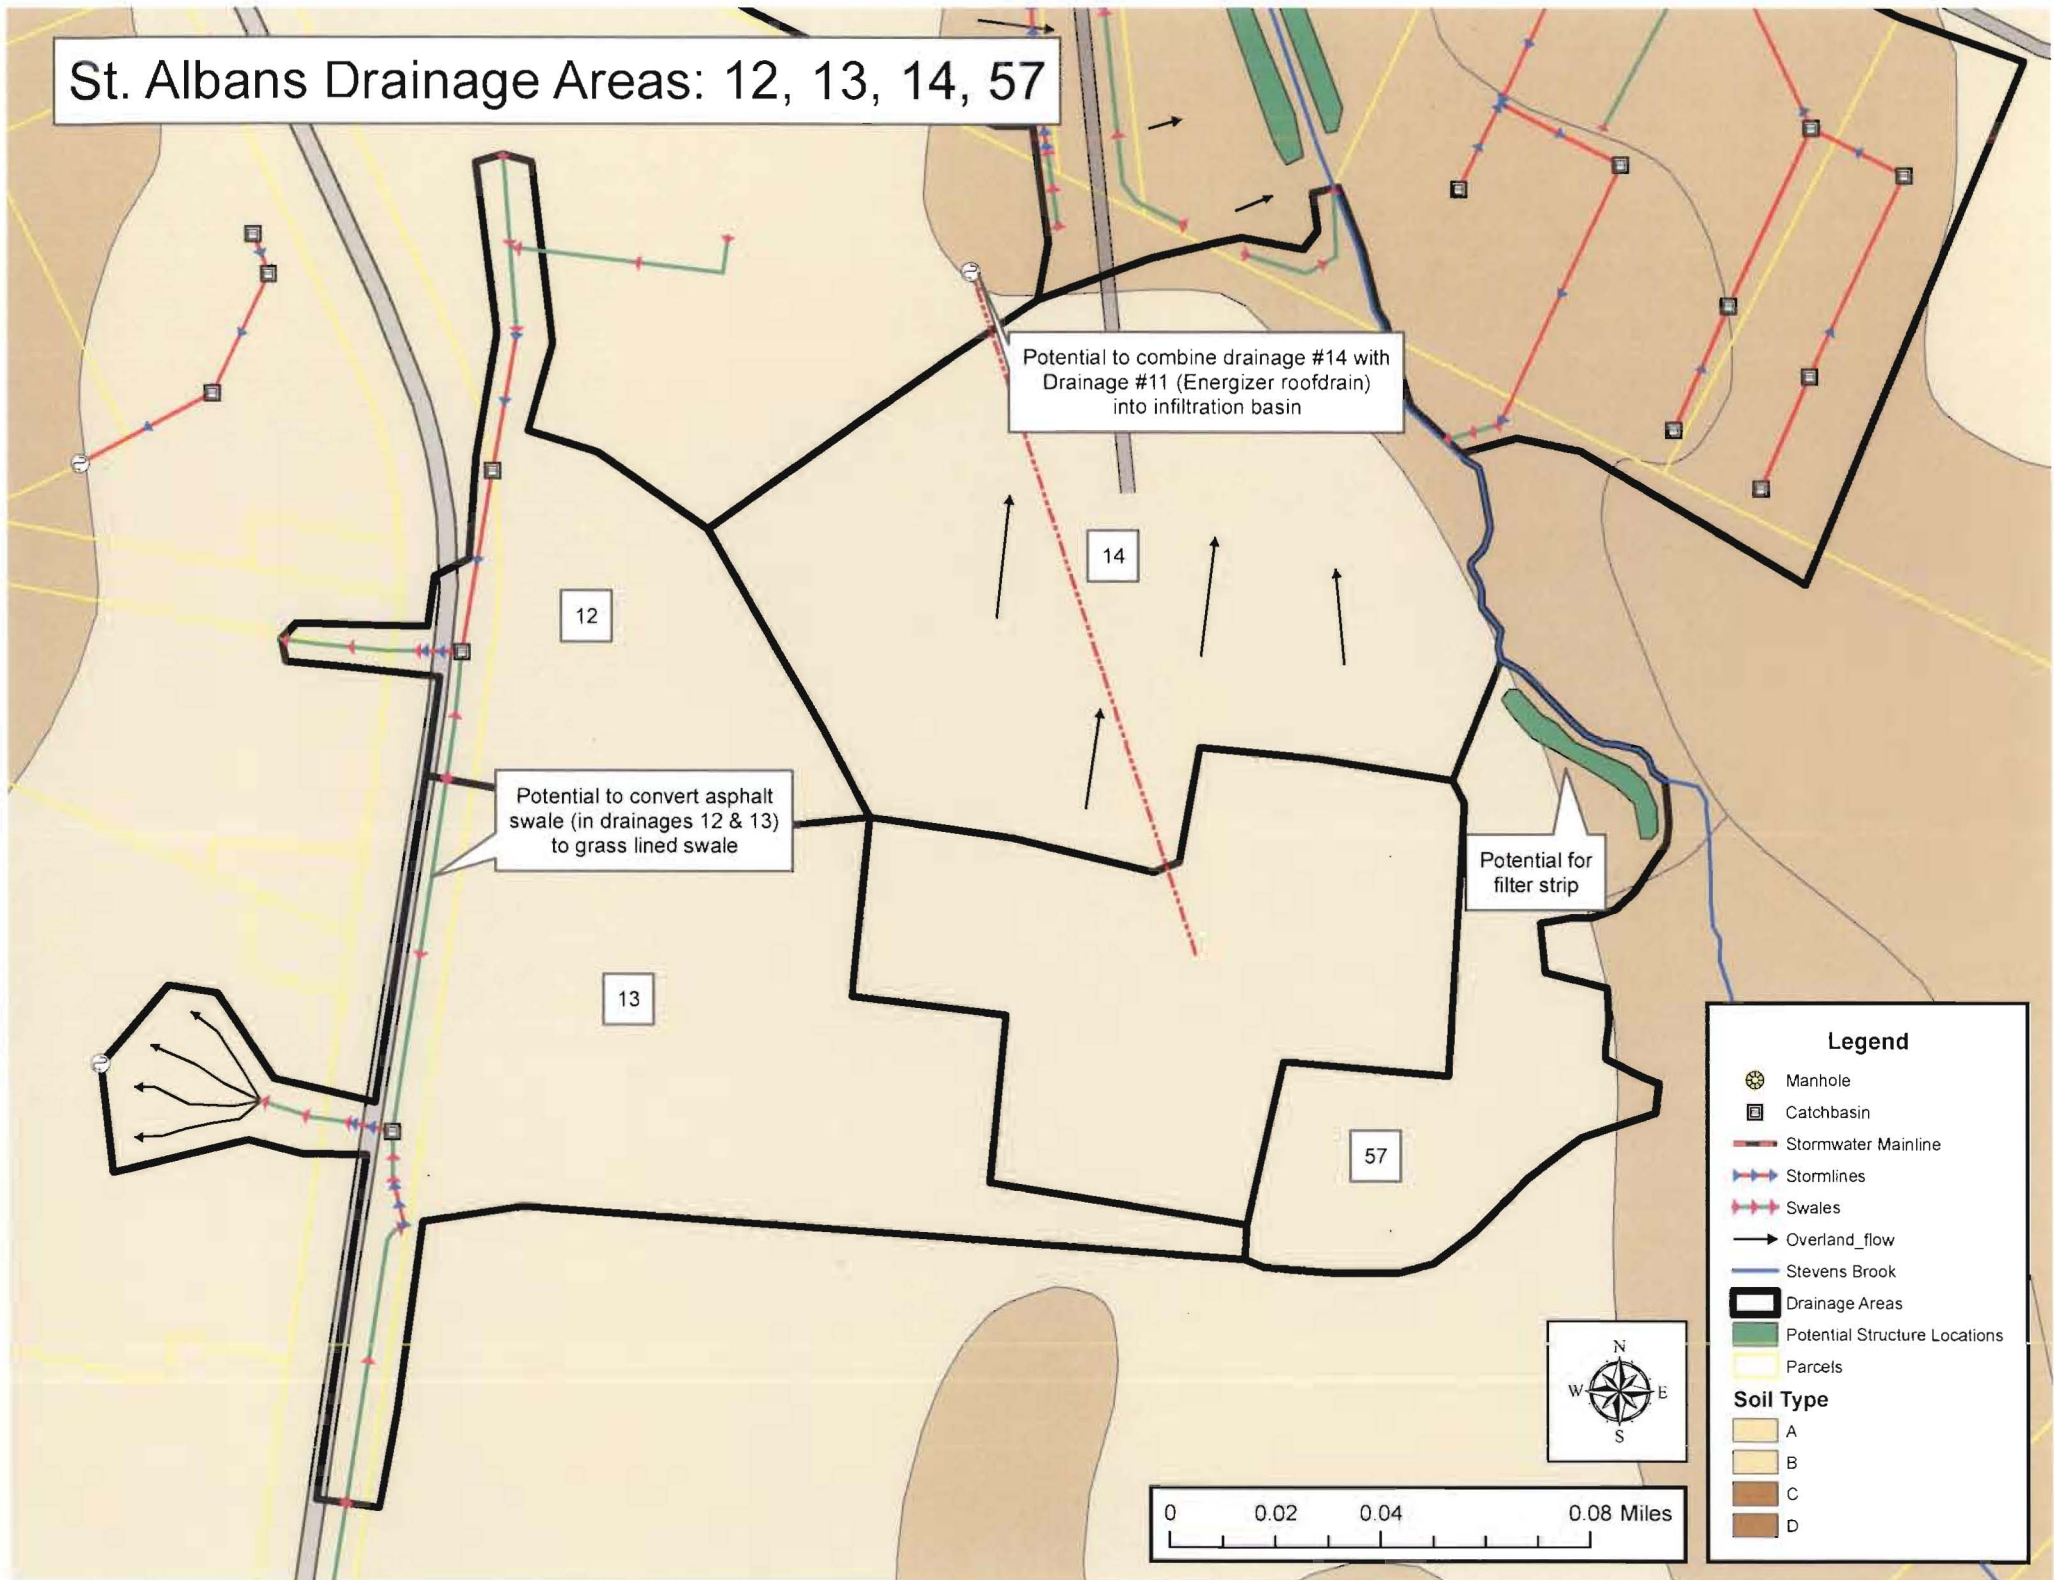 St. Albans Drainage Areas: 12, 13, 14, 57
Potential to combine drainage #14 with
Drainage #11 (Energizer roofdrain)
into infiltration basin
14
12
Potential to convert asphalt
swale (in drainages 12 & 13)
to grass lined swale
Potential for
filter strip
13
57
Legend
Manhole
Catchbasin
Stormwater Mainline
Stormlines
Swales
Overland_flow
Stevens Brook
Drainage Areas
Potential Structure Locations
Parcels
Soil Type
A
B
C
D
N
W E
S
0 0.02 0.04 0.08 Miles